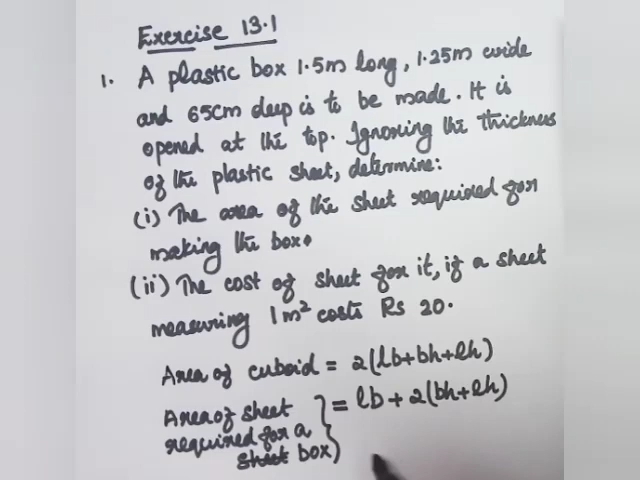 Exercise 13.1
1. A plastic box 1.5m long, 1.25m wide
and 65cm deep is to be made. It is
opened at the top. Ignoring the thickness
of the plastic sheet, determine:
(i) The area of the sheet required for
making the box.
(ii) The cost of sheet for it, if a sheet
measuring 1m² costs Rs 20.
Area of cuboid = 2(lb+bh+lh)
Area of sheet
required for a
sheet box) } = lb + 2(bh+lh)